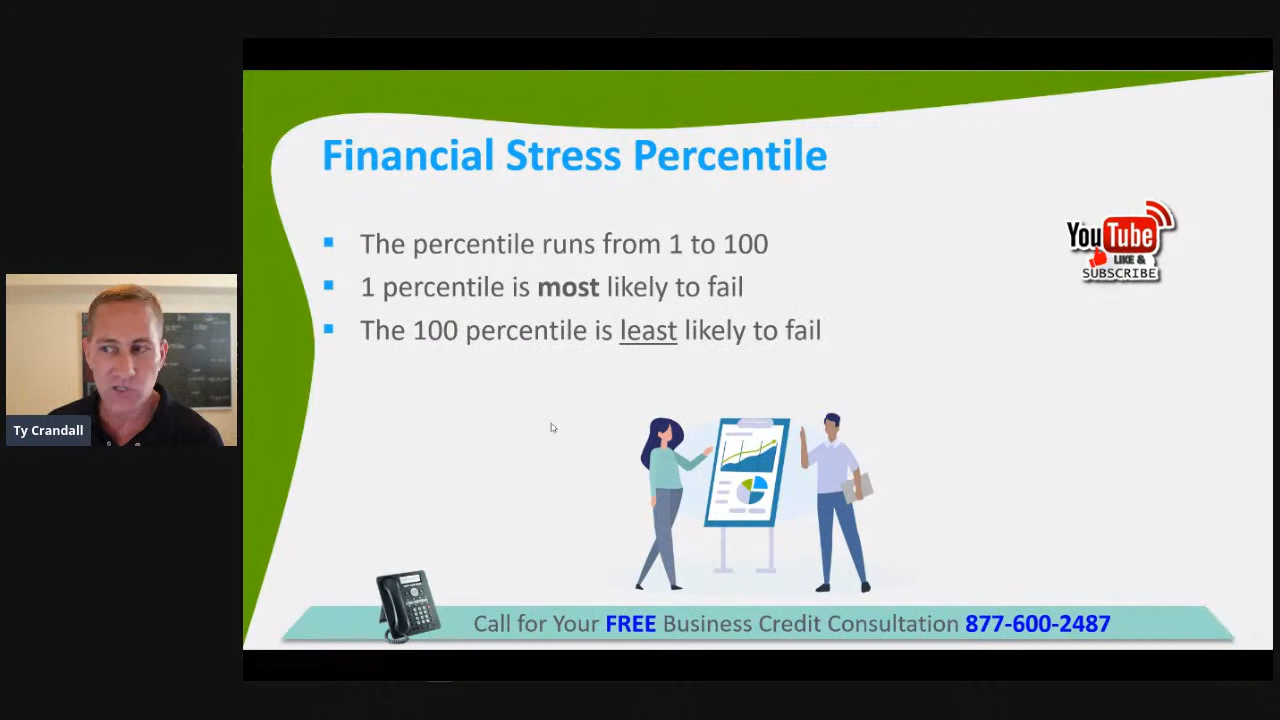 Financial Stress Percentile
The percentile runs from 1 to 100
1 percentile is most likely to fail
The 100 percentile is least likely to fail
YouTube
LIKE &
SUBSCRIBE
Ty Crandall
Call for Your FREE Business Credit Consultation 877-600-2487